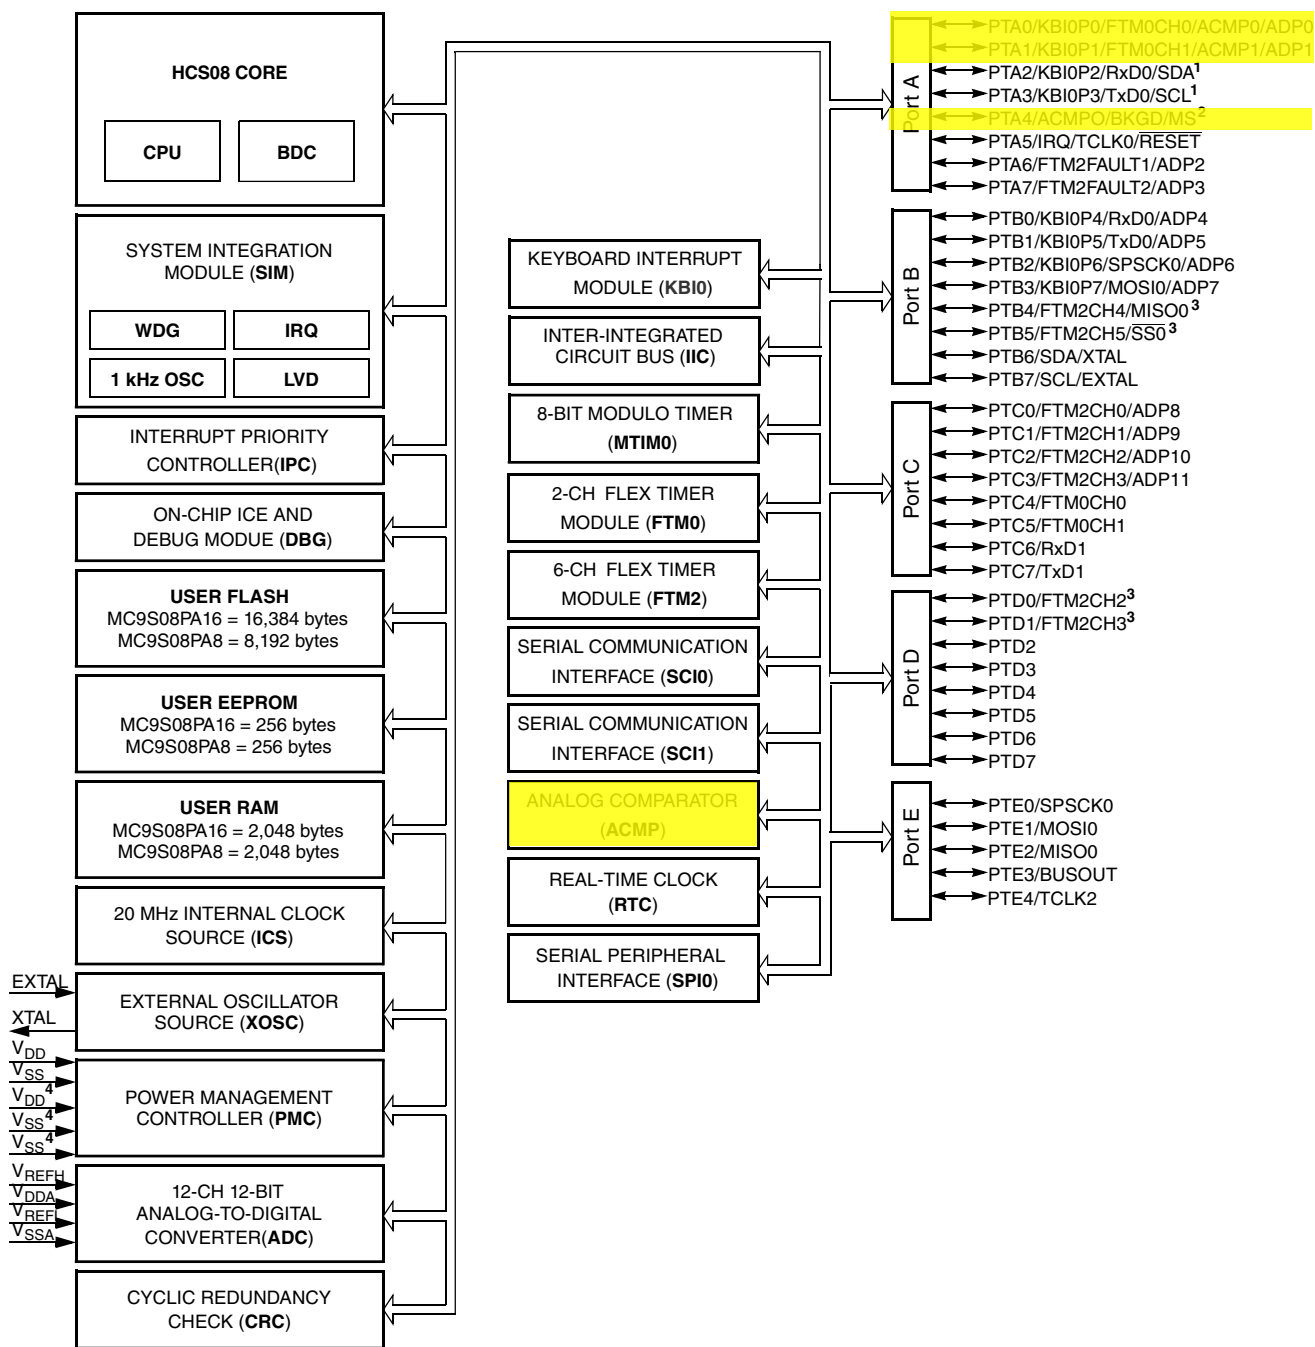 HCS08 CORE
CPU
BDC
SYSTEM INTEGRATION
MODULE (SIM)
WDG
IRQ
1 kHz OSC
LVD
INTERRUPT PRIORITY
CONTROLLER(IPC)
ON-CHIP ICE AND
DEBUG MODUE (DBG)
USER FLASH
MC9S08PA16 = 16,384 bytes
MC9S08PA8 = 8,192 bytes
USER EEPROM
MC9S08PA16 = 256 bytes
MC9S08PA8 = 256 bytes
USER RAM
MC9S08PA16 = 2,048 bytes
MC9S08PA8 = 2,048 bytes
20 MHz INTERNAL CLOCK
SOURCE (ICS)
EXTAL
XTAL
EXTERNAL OSCILLATOR
SOURCE (XOSC)
VDD
VSS
VDD4
VSS4
VSS4
POWER MANAGEMENT
CONTROLLER (PMC)
VREFH
VDDA
VREFL
VSSA
12-CH 12-BIT
ANALOG-TO-DIGITAL
CONVERTER(ADC)
CYCLIC REDUNDANCY
CHECK (CRC)
KEYBOARD INTERRUPT
MODULE (KBI0)
INTER-INTEGRATED
CIRCUIT BUS (IIC)
8-BIT MODULO TIMER
(MTIM0)
2-CH FLEX TIMER
MODULE (FTM0)
6-CH FLEX TIMER
MODULE (FTM2)
SERIAL COMMUNICATION
INTERFACE (SCI0)
SERIAL COMMUNICATION
INTERFACE (SCI1)
ANALOG COMPARATOR
(ACMP)
REAL-TIME CLOCK
(RTC)
SERIAL PERIPHERAL
INTERFACE (SPI0)
Port A
PTA0/KBI0P0/FTM0CH0/ACMP0/ADP0
PTA1/KBI0P1/FTM0CH1/ACMP1/ADP1
PTA2/KBI0P2/RxD0/SDA1
PTA3/KBI0P3/TxD0/SCL1
PTA4/ACMPO/BKGD/MS2
PTA5/IRQ/TCLK0/RESET
PTA6/FTM2FAULT1/ADP2
PTA7/FTM2FAULT2/ADP3
Port B
PTB0/KBI0P4/RxD0/ADP4
PTB1/KBI0P5/TxD0/ADP5
PTB2/KBI0P6/SPSCK0/ADP6
PTB3/KBI0P7/MOSI0/ADP7
PTB4/FTM2CH4/MISO0 3
PTB5/FTM2CH5/SS0 3
PTB6/SDA/XTAL
PTB7/SCL/EXTAL
Port C
PTC0/FTM2CH0/ADP8
PTC1/FTM2CH1/ADP9
PTC2/FTM2CH2/ADP10
PTC3/FTM2CH3/ADP11
PTC4/FTM0CH0
PTC5/FTM0CH1
PTC6/RxD1
PTC7/TxD1
Port D
PTD0/FTM2CH2 3
PTD1/FTM2CH3 3
PTD2
PTD3
PTD4
PTD5
PTD6
PTD7
Port E
PTE0/SPSCK0
PTE1/MOSI0
PTE2/MISO0
PTE3/BUSOUT
PTE4/TCLK2